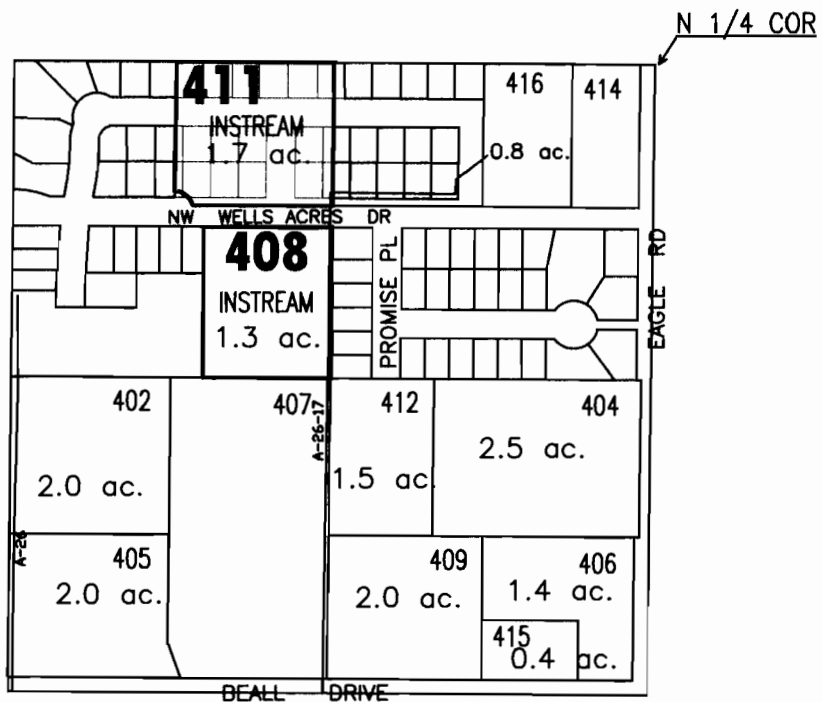 N 1/4 COR
411
INSTREAM
1.7 ac.
416
414
0.8 ac.
NW WELLS ACRES DR
408
INSTREAM
1.3 ac.
PROMISE PL
EAGLE RD
402
2.0 ac.
407
A-26-17
412
1.5 ac.
404
2.5 ac.
A-26
405
2.0 ac.
409
2.0 ac.
406
1.4 ac.
415
0.4 ac.
BEALL DRIVE